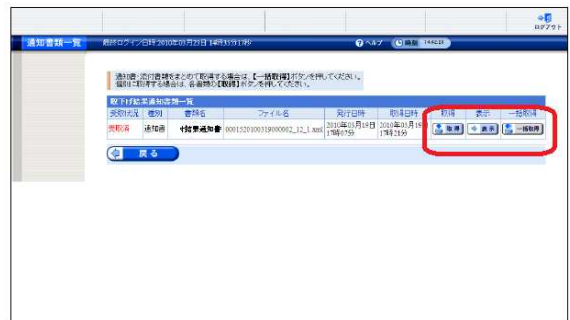 ログアウト
通知書類一覧
最終ログイン日時:2010年03月23日 14時35分17秒
ヘルプ
時刻
通知書・添付書類をまとめて取得する場合は、【一括取得】ボタンを押してください。
個別に取得する場合は、各書類の【取得】ボタンを押してください。
取下げ結果通知書類一覧
受取状況 種別 書類名 ファイル名 発行日時 取得日時 取得 表示 一括取得
受取済 通知書 結果通知書 2010年03月19日 17時07分 2010年03月19日 17時21分 取得 表示 一括取得
戻る